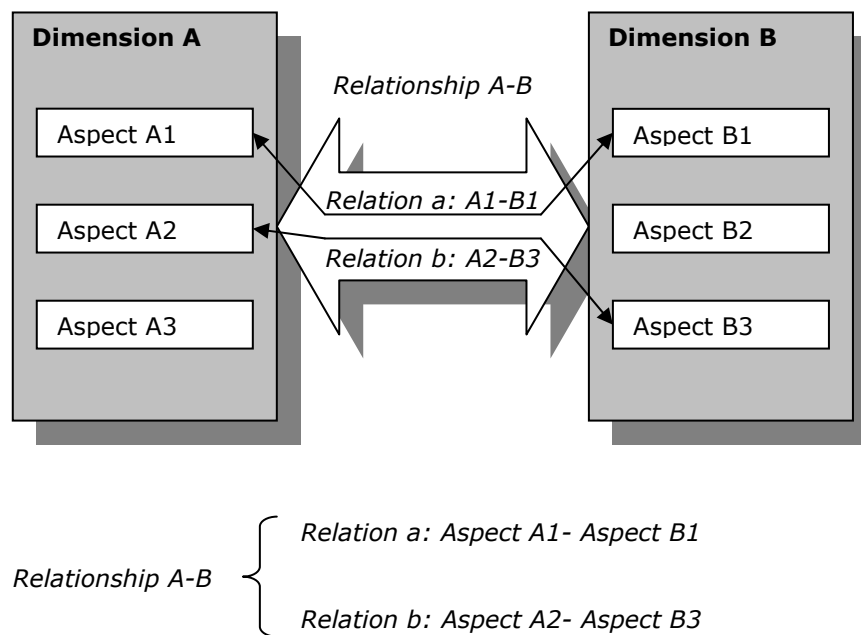 Dimension A
Dimension B
Relationship A-B
Aspect A1
Aspect B1
Relation a: A1-B1
Aspect A2
Aspect B2
Relation b: A2-B3
Aspect A3
Aspect B3
Relation a: Aspect A1- Aspect B1
Relationship A-B
Relation b: Aspect A2- Aspect B3